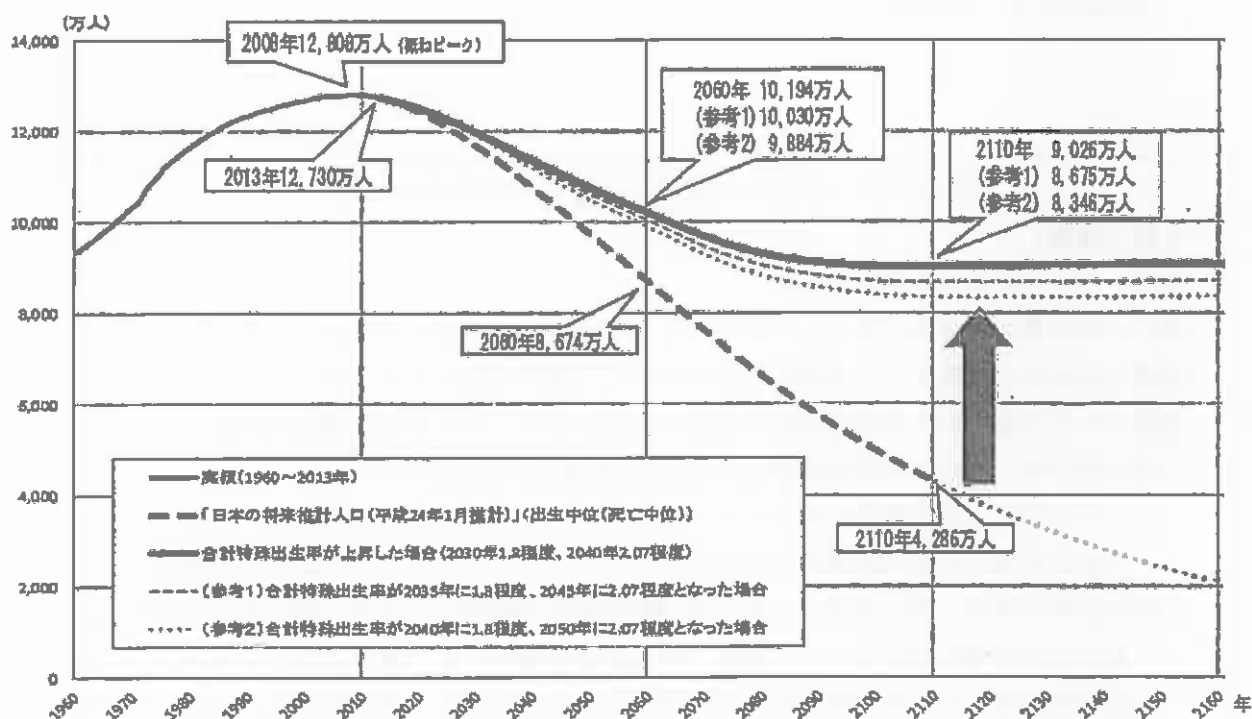 (万人)
14,000
12,000
10,000
8,000
6,000
4,000
2,000
0
2008年12,808万人 (概ねピーク)
2013年12,730万人
2060年 10,194万人
(参考1) 10,030万人
(参考2) 9,884万人
2110年 9,026万人
(参考1) 8,675万人
(参考2) 8,346万人
2060年8,674万人
2110年4,286万人
実績(1960～2013年)
「日本の将来推計人口(平成24年1月推計)」(出生中位(死亡中位))
合計特殊出生率が上昇した場合(2030年1.8程度、2040年2.07程度)
(参考1)合計特殊出生率が2035年に1.8程度、2045年に2.07程度となった場合
(参考2)合計特殊出生率が2040年に1.8程度、2050年に2.07程度となった場合
1960 1970 1980 1990 2000 2010 2020 2030 2040 2050 2060 2070 2080 2090 2100 2110 2120 2130 2145 2150 2160 年